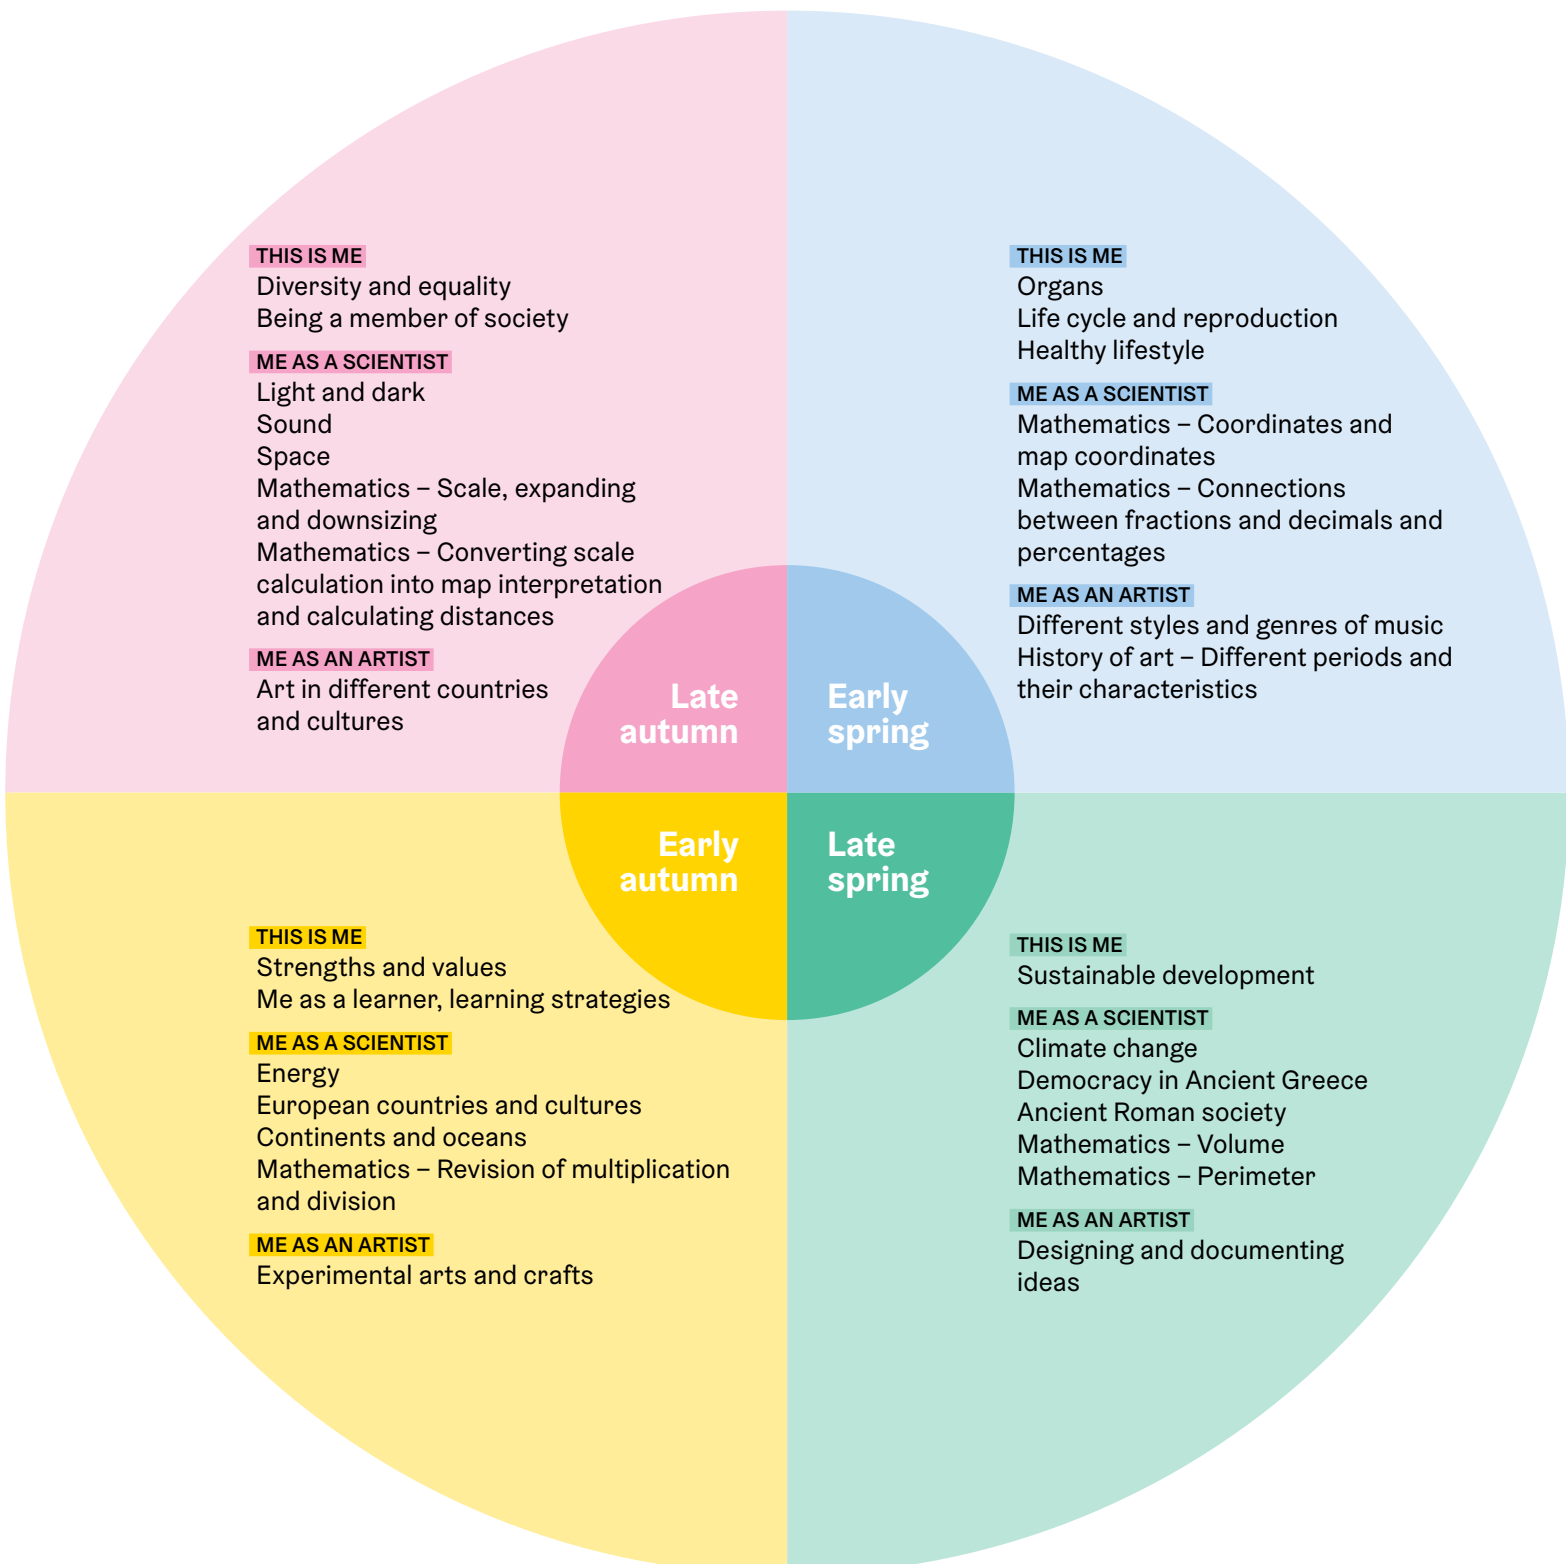 THIS IS ME
Diversity and equality
Being a member of society
ME AS A SCIENTIST
Light and dark
Sound
Space
Mathematics – Scale, expanding
and downsizing
Mathematics – Converting scale
calculation into map interpretation
and calculating distances
ME AS AN ARTIST
Art in different countries
and cultures
Late
autumn
THIS IS ME
Organs
Life cycle and reproduction
Healthy lifestyle
ME AS A SCIENTIST
Mathematics – Coordinates and
map coordinates
Mathematics – Connections
between fractions and decimals and
percentages
ME AS AN ARTIST
Different styles and genres of music
History of art – Different periods and
their characteristics
Early
spring
Early
autumn
THIS IS ME
Strengths and values
Me as a learner, learning strategies
ME AS A SCIENTIST
Energy
European countries and cultures
Continents and oceans
Mathematics – Revision of multiplication
and division
ME AS AN ARTIST
Experimental arts and crafts
Late
spring
THIS IS ME
Sustainable development
ME AS A SCIENTIST
Climate change
Democracy in Ancient Greece
Ancient Roman society
Mathematics – Volume
Mathematics – Perimeter
ME AS AN ARTIST
Designing and documenting
ideas